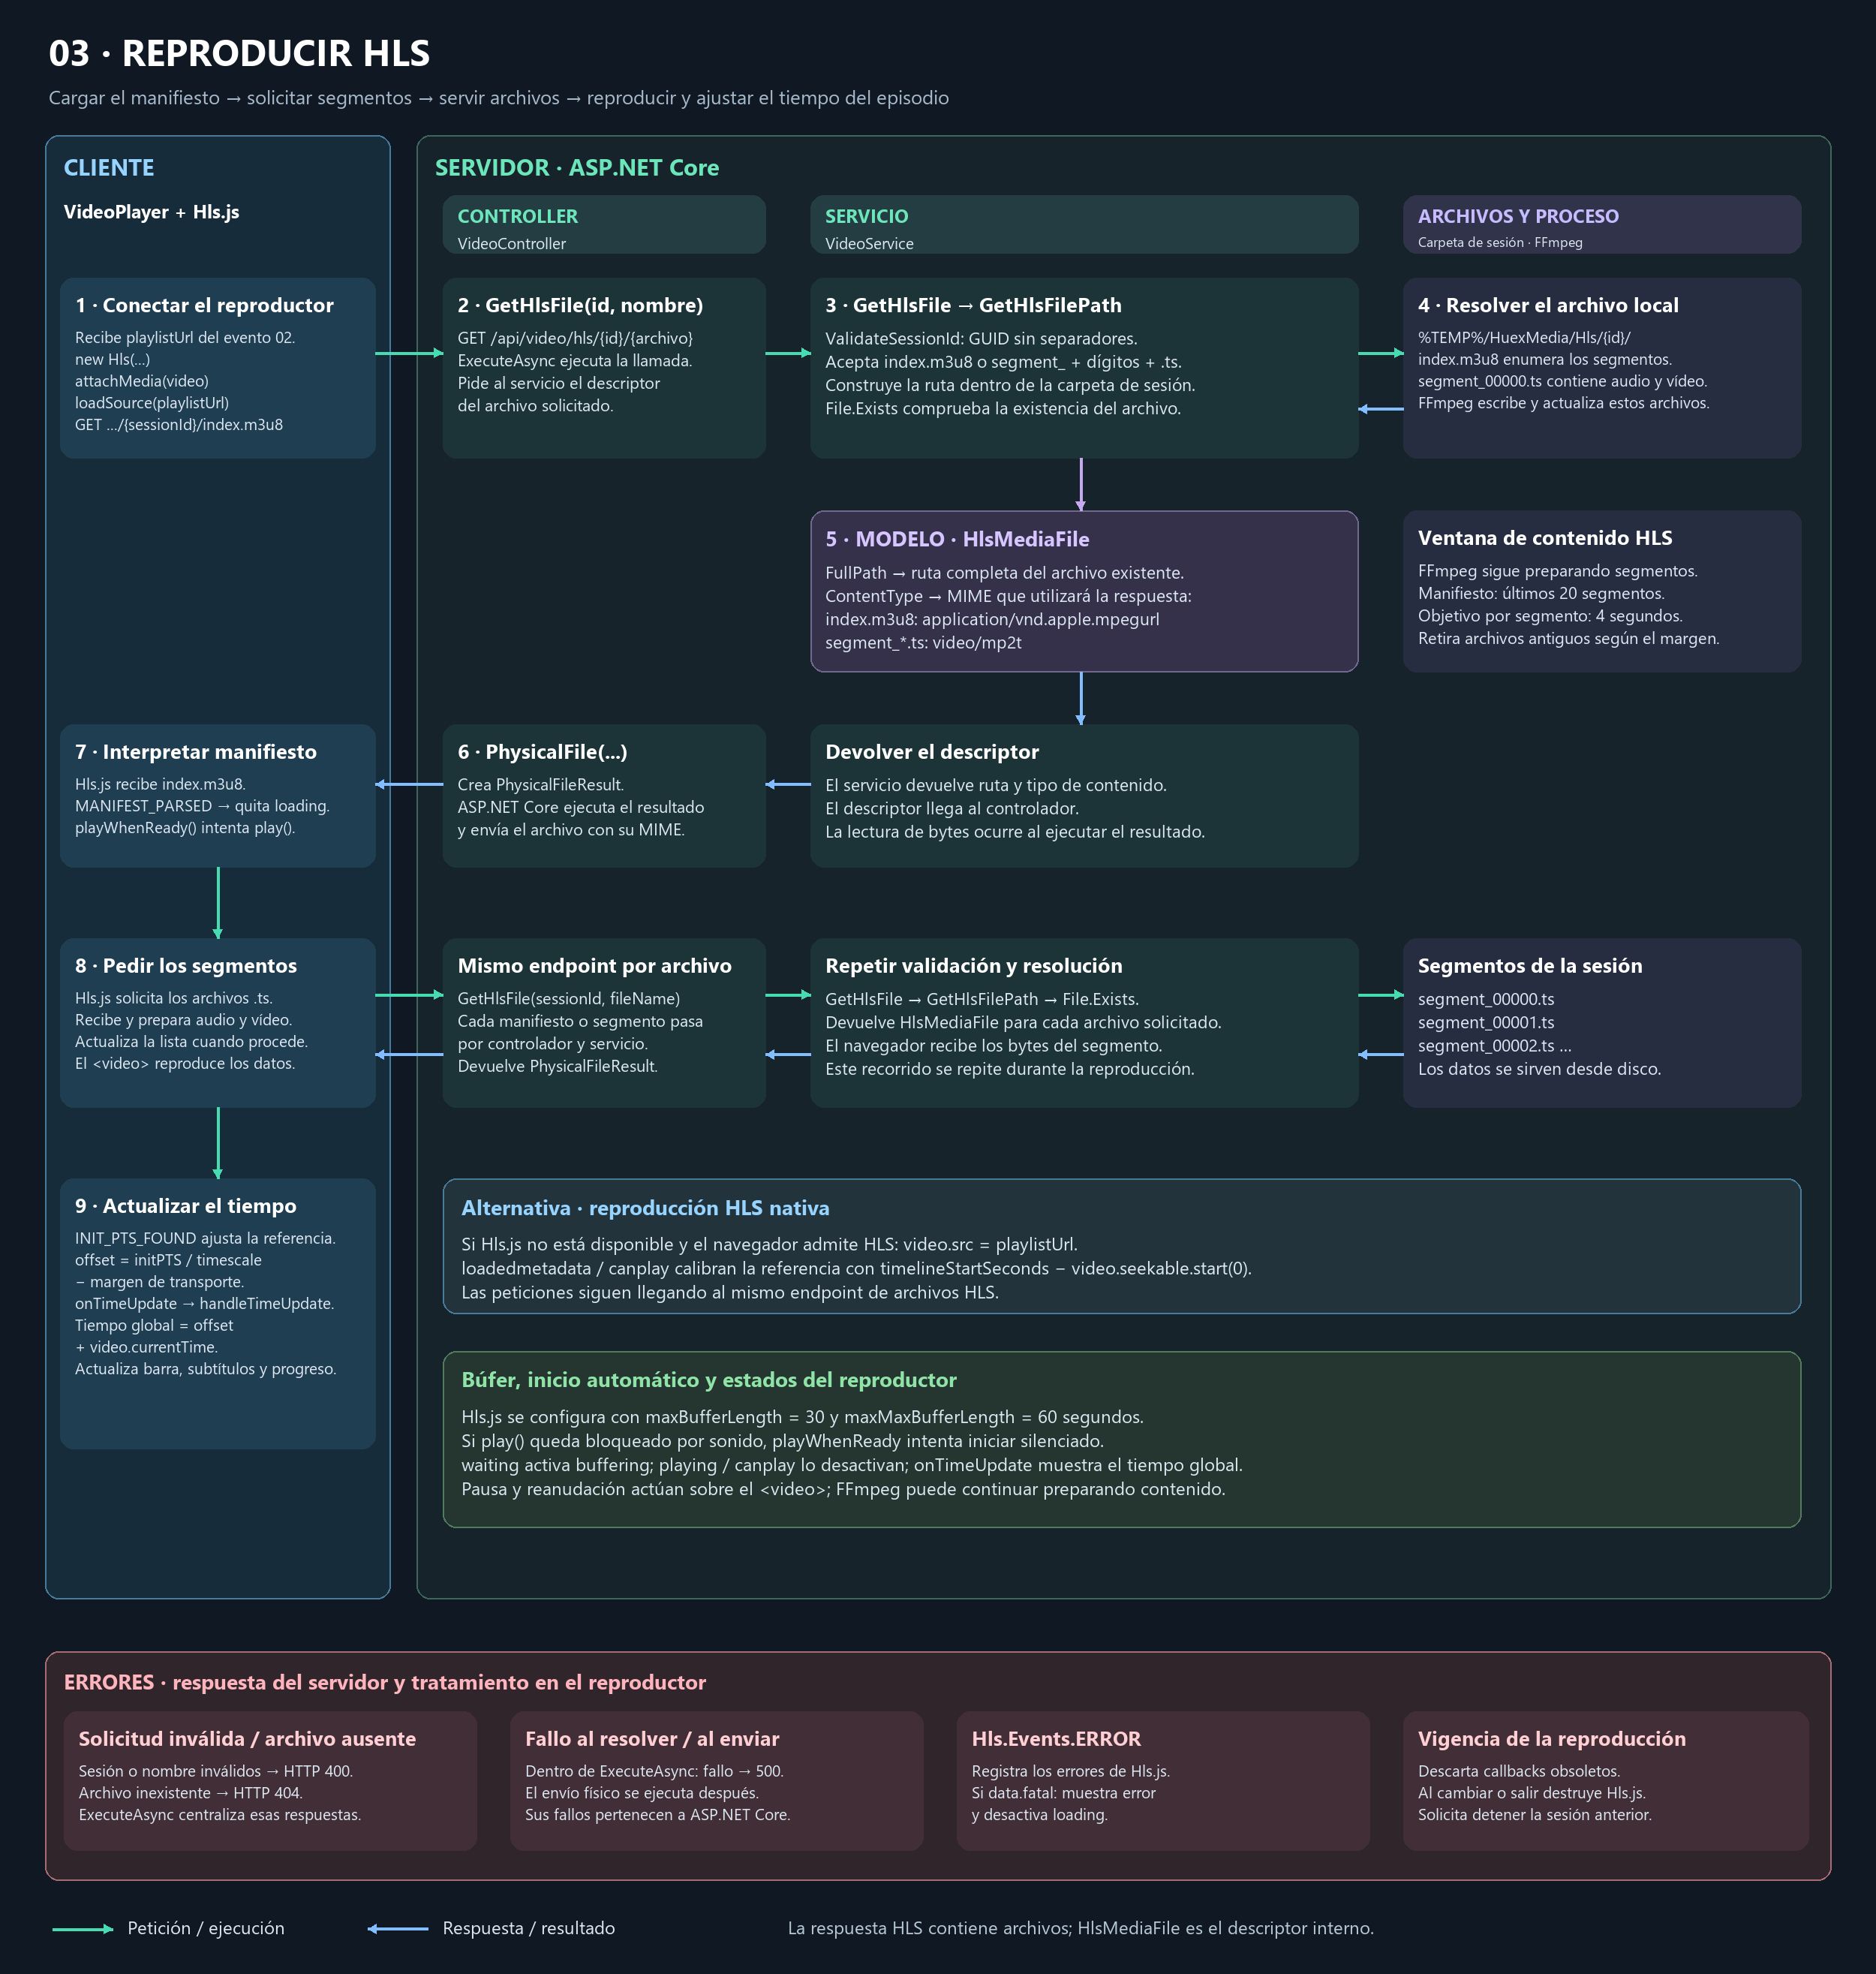 03 · REPRODUCIR HLS
Cargar el manifiesto → solicitar segmentos → servir archivos → reproducir y ajustar el tiempo del episodio
CLIENTE
VideoPlayer + Hls.js
SERVIDOR · ASP.NET Core
CONTROLLER
VideoController
SERVICIO
VideoService
ARCHIVOS Y PROCESO
Carpeta de sesión · FFmpeg
1 · Conectar el reproductor
Recibe playlistUrl del evento 02.
new Hls(...)
attachMedia(video)
loadSource(playlistUrl)
GET .../{sessionId}/index.m3u8
2 · GetHlsFile(id, nombre)
GET /api/video/hls/{id}/{archivo}
ExecuteAsync ejecuta la llamada.
Pide al servicio el descriptor
del archivo solicitado.
3 · GetHlsFile → GetHlsFilePath
ValidateSessionId: GUID sin separadores.
Acepta index.m3u8 o segment_ + dígitos + .ts.
Construye la ruta dentro de la carpeta de sesión.
File.Exists comprueba la existencia del archivo.
4 · Resolver el archivo local
%TEMP%/HuexMedia/Hls/{id}/
index.m3u8 enumera los segmentos.
segment_00000.ts contiene audio y vídeo.
FFmpeg escribe y actualiza estos archivos.
5 · MODELO · HlsMediaFile
FullPath → ruta completa del archivo existente.
ContentType → MIME que utilizará la respuesta:
index.m3u8: application/vnd.apple.mpegurl
segment_*.ts: video/mp2t
Ventana de contenido HLS
FFmpeg sigue preparando segmentos.
Manifiesto: últimos 20 segmentos.
Objetivo por segmento: 4 segundos.
Retira archivos antiguos según el margen.
7 · Interpretar manifiesto
Hls.js recibe index.m3u8.
MANIFEST_PARSED → quita loading.
playWhenReady() intenta play().
6 · PhysicalFile(...)
Crea PhysicalFileResult.
ASP.NET Core ejecuta el resultado
y envía el archivo con su MIME.
Devolver el descriptor
El servicio devuelve ruta y tipo de contenido.
El descriptor llega al controlador.
La lectura de bytes ocurre al ejecutar el resultado.
8 · Pedir los segmentos
Hls.js solicita los archivos .ts.
Recibe y prepara audio y vídeo.
Actualiza la lista cuando procede.
El <video> reproduce los datos.
Mismo endpoint por archivo
GetHlsFile(sessionId, fileName)
Cada manifiesto o segmento pasa
por controlador y servicio.
Devuelve PhysicalFileResult.
Repetir validación y resolución
GetHlsFile → GetHlsFilePath → File.Exists.
Devuelve HlsMediaFile para cada archivo solicitado.
El navegador recibe los bytes del segmento.
Este recorrido se repite durante la reproducción.
Segmentos de la sesión
segment_00000.ts
segment_00001.ts
segment_00002.ts ...
Los datos se sirven desde disco.
9 · Actualizar el tiempo
INIT_PTS_FOUND ajusta la referencia.
offset = initPTS / timescale
− margen de transporte.
onTimeUpdate → handleTimeUpdate.
Tiempo global = offset
+ video.currentTime.
Actualiza barra, subtítulos y progreso.
Alternativa · reproducción HLS nativa
Si Hls.js no está disponible y el navegador admite HLS: video.src = playlistUrl.
loadedmetadata / canplay calibran la referencia con timelineStartSeconds − video.seekable.start(0).
Las peticiones siguen llegando al mismo endpoint de archivos HLS.
Búfer, inicio automático y estados del reproductor
Hls.js se configura con maxBufferLength = 30 y maxMaxBufferLength = 60 segundos.
Si play() queda bloqueado por sonido, playWhenReady intenta iniciar silenciado.
waiting activa buffering; playing / canplay lo desactivan; onTimeUpdate muestra el tiempo global.
Pausa y reanudación actúan sobre el <video>; FFmpeg puede continuar preparando contenido.
ERRORES · respuesta del servidor y tratamiento en el reproductor
Solicitud inválida / archivo ausente
Sesión o nombre inválidos → HTTP 400.
Archivo inexistente → HTTP 404.
ExecuteAsync centraliza esas respuestas.
Fallo al resolver / al enviar
Dentro de ExecuteAsync: fallo → 500.
El envío físico se ejecuta después.
Sus fallos pertenecen a ASP.NET Core.
Hls.Events.ERROR
Registra los errores de Hls.js.
Si data.fatal: muestra error
y desactiva loading.
Vigencia de la reproducción
Descarta callbacks obsoletos.
Al cambiar o salir destruye Hls.js.
Solicita detener la sesión anterior.
Petición / ejecución
Respuesta / resultado
La respuesta HLS contiene archivos; HlsMediaFile es el descriptor interno.